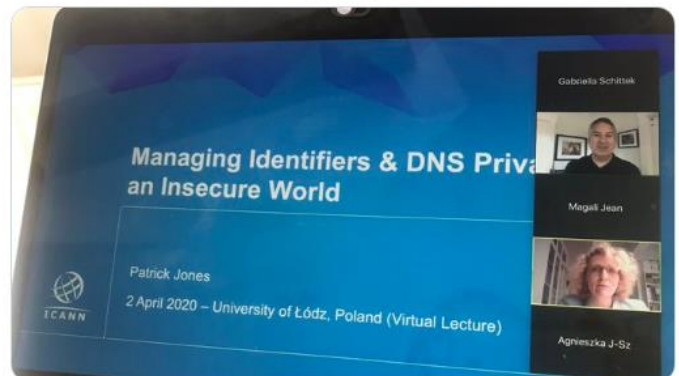 Managing Identifiers & DNS Priva
an Insecure World
Patrick Jones
2 April 2020 – University of Łódz, Poland (Virtual Lecture)
ICANN
Gabriella Schittek
Magali Jean
Agnieszka J-Sz